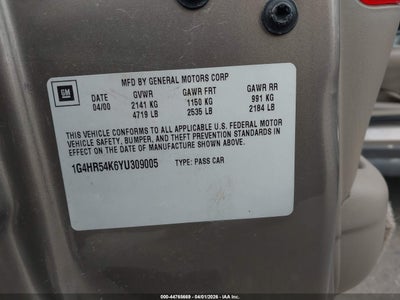 MFD BY GENERAL MOTORS CORP
GM
DATE GVWR GAWR FRT GAWR RR
04/00 2141 KG 1150 KG 991 KG
4719 LB 2535 LB 2184 LB
THIS VEHICLE CONFORMS TO ALL APPLICABLE U.S. FEDERAL MOTOR
VEHICLE SAFETY, BUMPER, AND THEFT PREVENTION STANDARDS IN
EFFECT ON THE DATE OF MANUFACTURE SHOWN ABOVE.
1G4HR54K6YU309005 TYPE: PASS CAR
000-44765669 04/01/2026 - IAA Inc.